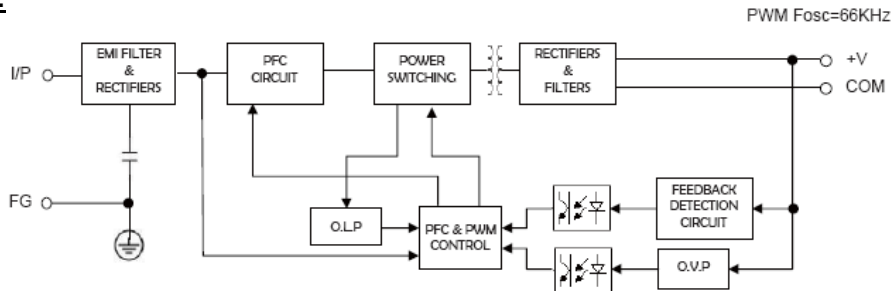 PWM Fosc=66KHz
I/P
EMI FILTER
&
RECTIFIERS
PFC
CIRCUIT
POWER
SWITCHING
RECTIFIERS
&
FILTERS
+V
COM
FG
O.L.P
PFC & PWM
CONTROL
FEEDBACK
DETECTION
CIRCUIT
O.V.P